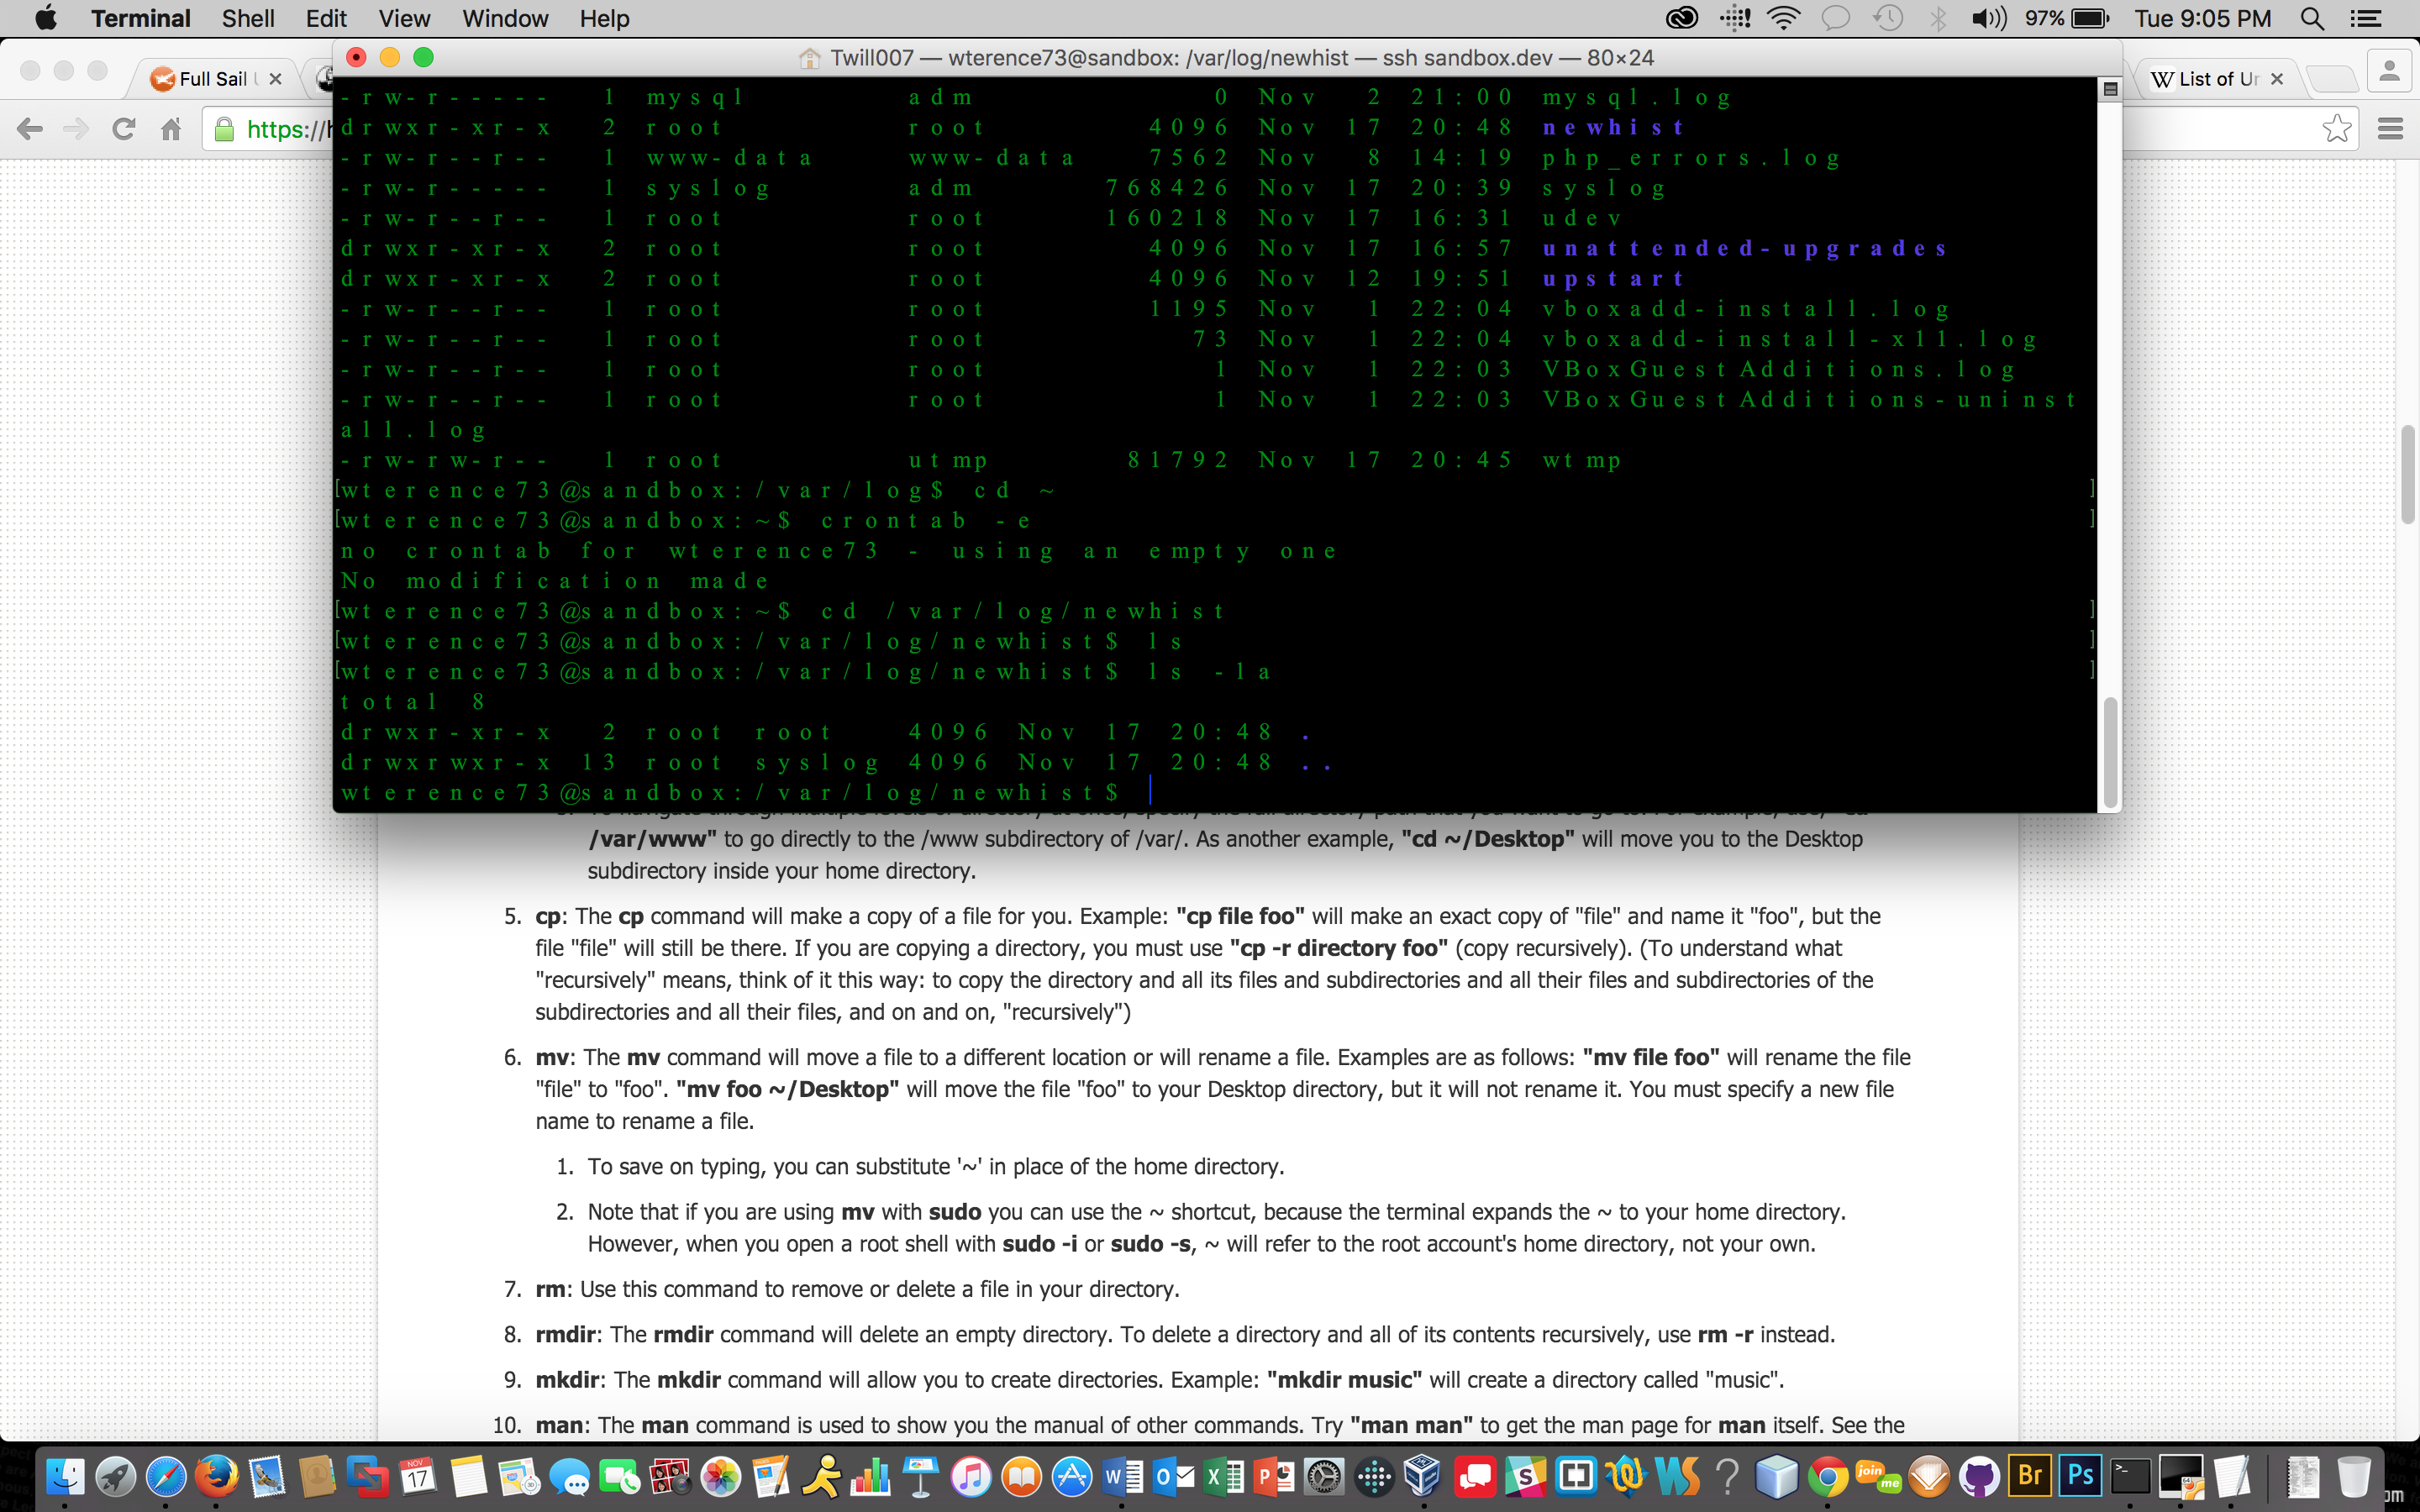 Terminal Shell Edit View Window Help 97% Tue 9:05 PM
Twill007 — wterence73@sandbox: /var/log/newhist — ssh sandbox.dev — 80×24
Full Sail
List of Un
https://h
-rw-r----- 1 mysql adm 0 Nov 2 21:00 mysql.log
drwxr-xr-x 2 root root 4096 Nov 17 20:48 newhist
-rw-r--r-- 1 www-data www-data 7562 Nov 8 14:19 php_errors.log
-rw-r----- 1 syslog adm 768426 Nov 17 20:39 syslog
-rw-r--r-- 1 root root 160218 Nov 17 16:31 udev
drwxr-xr-x 2 root root 4096 Nov 17 16:57 unattended-upgrades
drwxr-xr-x 2 root root 4096 Nov 12 19:51 upstart
-rw-r--r-- 1 root root 1195 Nov 1 22:04 vboxadd-install.log
-rw-r--r-- 1 root root 73 Nov 1 22:04 vboxadd-install-x11.log
-rw-r--r-- 1 root root 1 Nov 1 22:03 VBoxGuestAdditions.log
-rw-r--r-- 1 root root 1 Nov 1 22:03 VBoxGuestAdditions-uninst
all.log
-rw-rw-r-- 1 root utmp 81792 Nov 17 20:45 wtmp
[wterence73@sandbox:/var/log$ cd ~ ]
[wterence73@sandbox:~$ crontab -e ]
no crontab for wterence73 - using an empty one
No modification made
[wterence73@sandbox:~$ cd /var/log/newhist ]
[wterence73@sandbox:/var/log/newhist$ ls ]
[wterence73@sandbox:/var/log/newhist$ ls -la ]
total 8
drwxr-xr-x 2 root root 4096 Nov 17 20:48 .
drwxrwxr-x 13 root syslog 4096 Nov 17 20:48 ..
wterence73@sandbox:/var/log/newhist$
/var/www" to go directly to the /www subdirectory of /var/. As another example, "cd ~/Desktop" will move you to the Desktop
subdirectory inside your home directory.
5. cp: The cp command will make a copy of a file for you. Example: "cp file foo" will make an exact copy of "file" and name it "foo", but the
file "file" will still be there. If you are copying a directory, you must use "cp -r directory foo" (copy recursively). (To understand what
"recursively" means, think of it this way: to copy the directory and all its files and subdirectories and all their files and subdirectories of the
subdirectories and all their files, and on and on, "recursively")
6. mv: The mv command will move a file to a different location or will rename a file. Examples are as follows: "mv file foo" will rename the file
"file" to "foo". "mv foo ~/Desktop" will move the file "foo" to your Desktop directory, but it will not rename it. You must specify a new file
name to rename a file.
1. To save on typing, you can substitute '~' in place of the home directory.
2. Note that if you are using mv with sudo you can use the ~ shortcut, because the terminal expands the ~ to your home directory.
However, when you open a root shell with sudo -i or sudo -s, ~ will refer to the root account's home directory, not your own.
7. rm: Use this command to remove or delete a file in your directory.
8. rmdir: The rmdir command will delete an empty directory. To delete a directory and all of its contents recursively, use rm -r instead.
9. mkdir: The mkdir command will allow you to create directories. Example: "mkdir music" will create a directory called "music".
10. man: The man command is used to show you the manual of other commands. Try "man man" to get the man page for man itself. See the
NOV 17 join me Br Ps